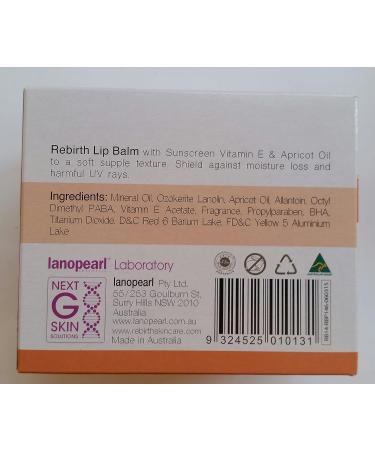 Rebirth Lip Balm with Sunscreen Vitamin E & Apricot Oil
to a soft supple texture. Shield against moisture loss and
harmful UV rays.
Ingredients: Mineral Oil, Ozokerite Lanolin, Apricot Oil, Allantoin, Octyl
Dimethyl PABA, Vitamin E Acetate, Fragrance, Propylparaben, BHA,
Titanium Dioxide. D&C Red 6 Barium Lake, FD&C Yellow 5 Aluminium
Lake
lanopearl Laboratory
NEXT
G
SKIN
SOLUTIONS
lanopearl Pty Ltd.
55/253 Goulburn St,
Surry Hills NSW 2010
Australia
www.lanopearl.com.au
www.rebirthskincare.com
Made in Australia
9 324525 010131